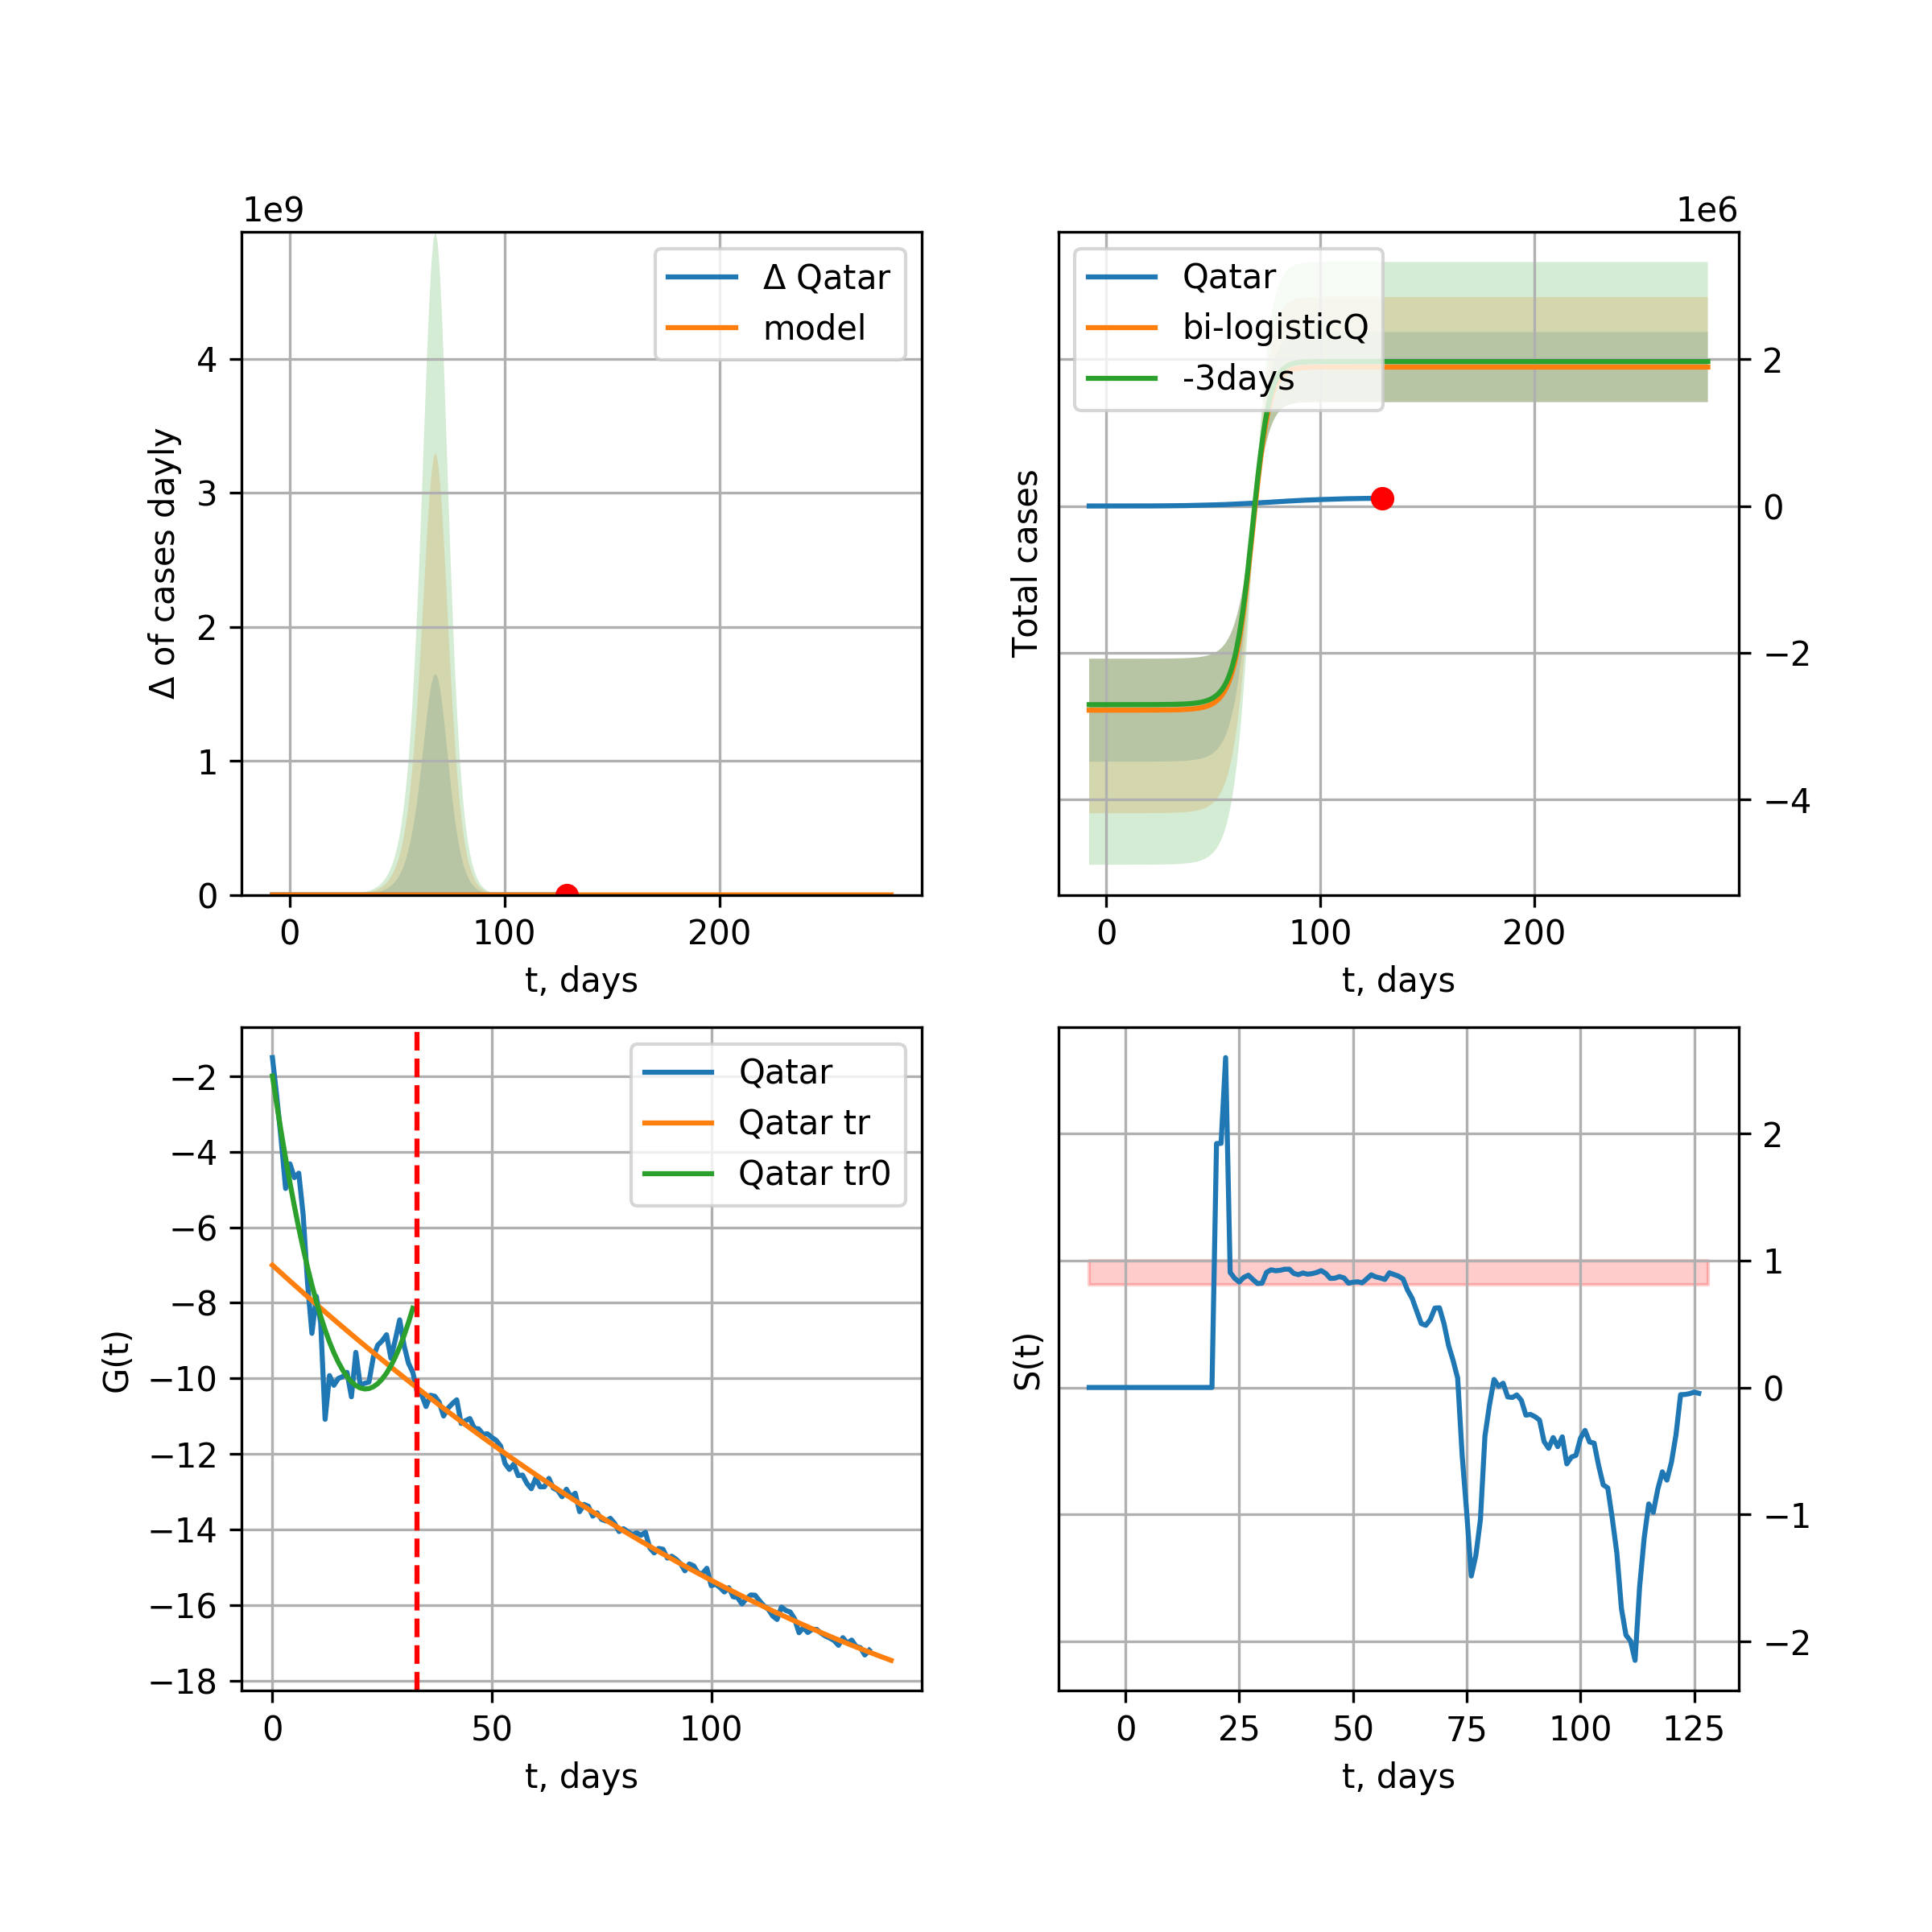 1e9
Δ Qatar
model
4
3
2
1
0
Δ of cases dayly
0
100
200
t, days
1e6
Qatar
bi-logisticQ
-3days
2
0
−2
−4
Total cases
0
100
200
t, days
Qatar
Qatar tr
Qatar tr0
−2
−4
−6
−8
−10
−12
−14
−16
−18
G(t)
0
50
100
t, days
2
1
0
−1
−2
S(t)
0
25
50
75
100
125
t, days